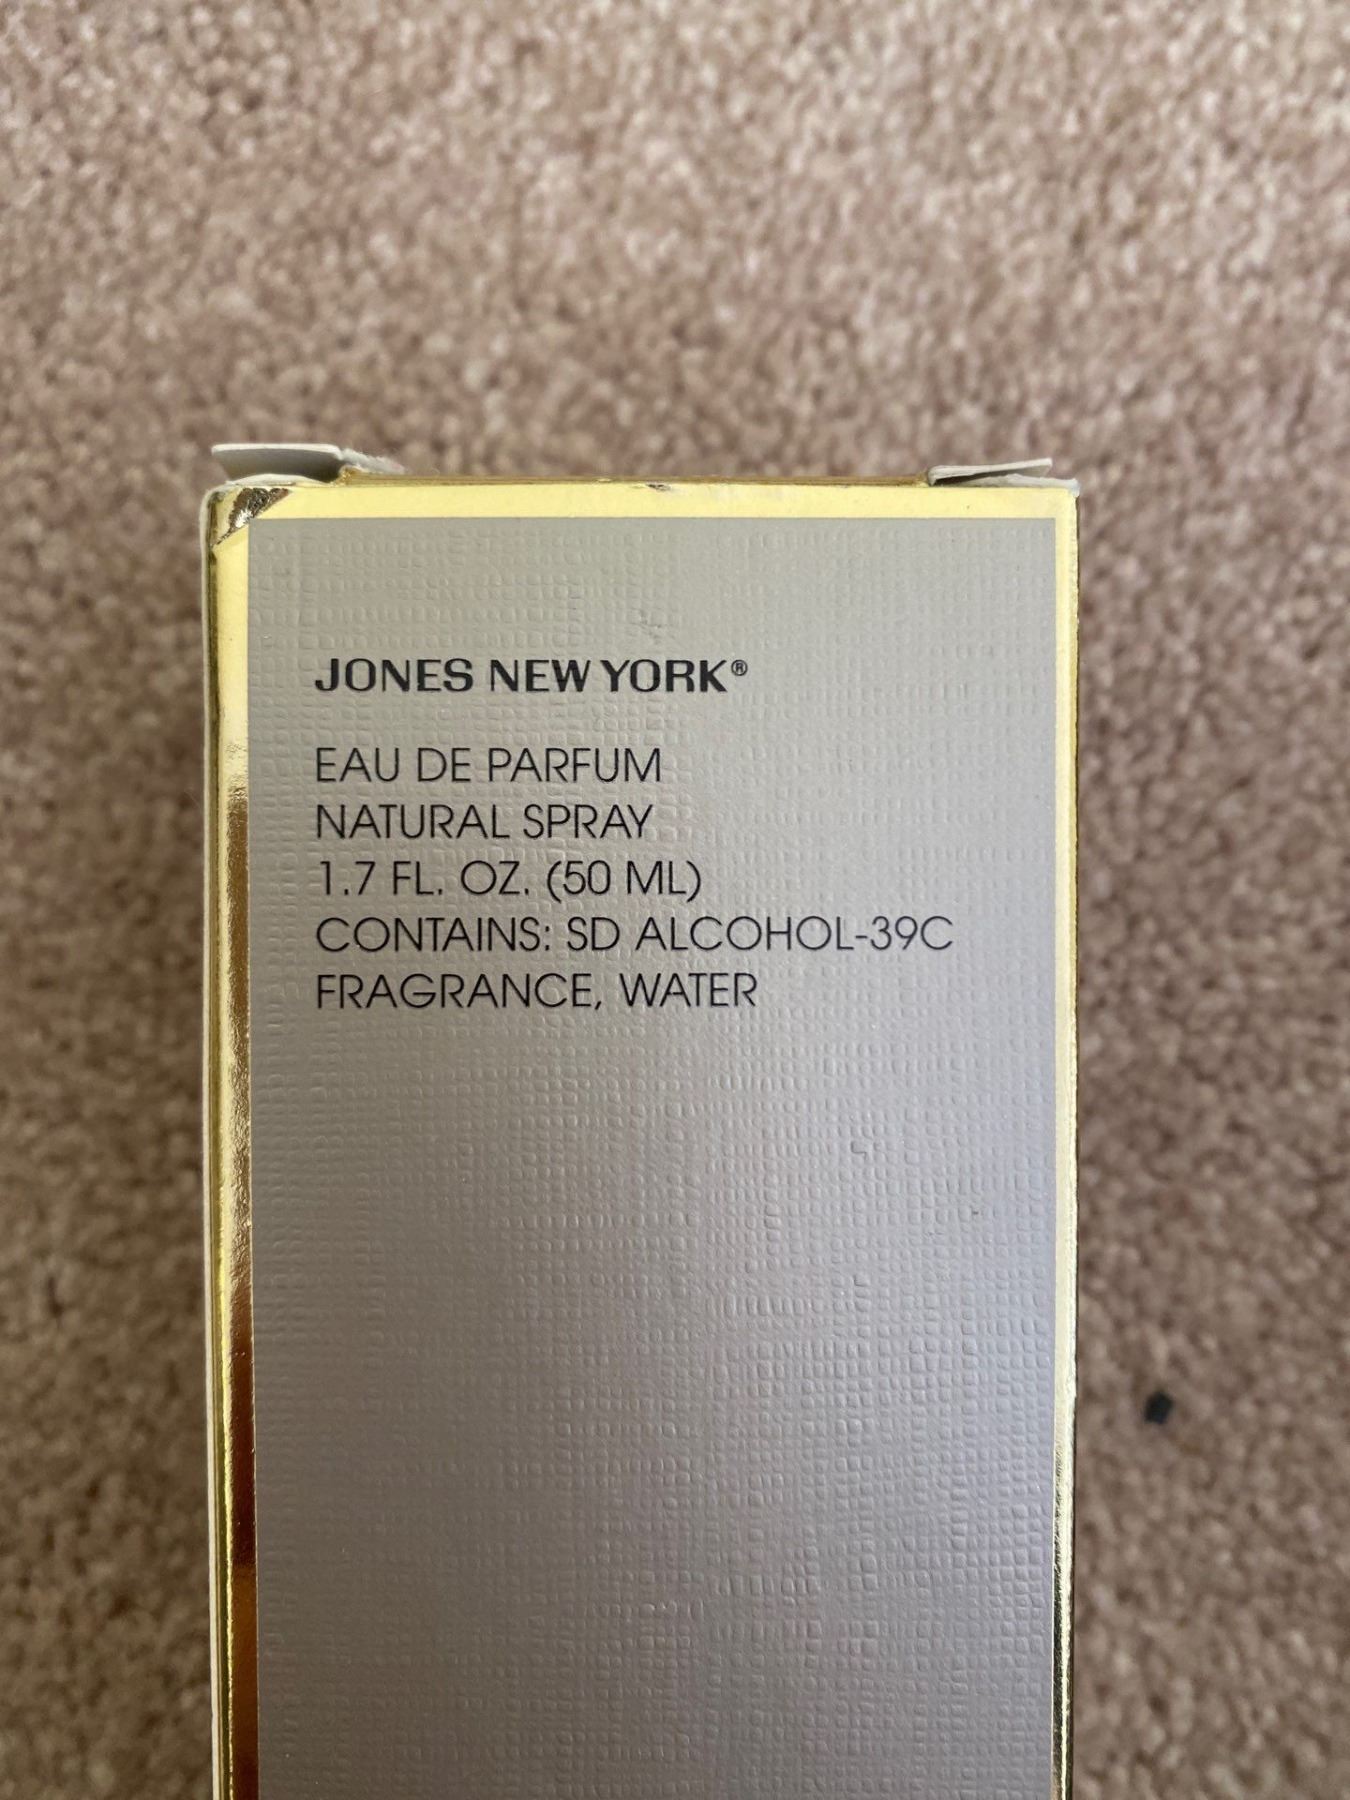 JONES NEW YORK®
EAU DE PARFUM
NATURAL SPRAY
1.7 FL. OZ. (50 ML)
CONTAINS: SD ALCOHOL-39C
FRAGRANCE, WATER